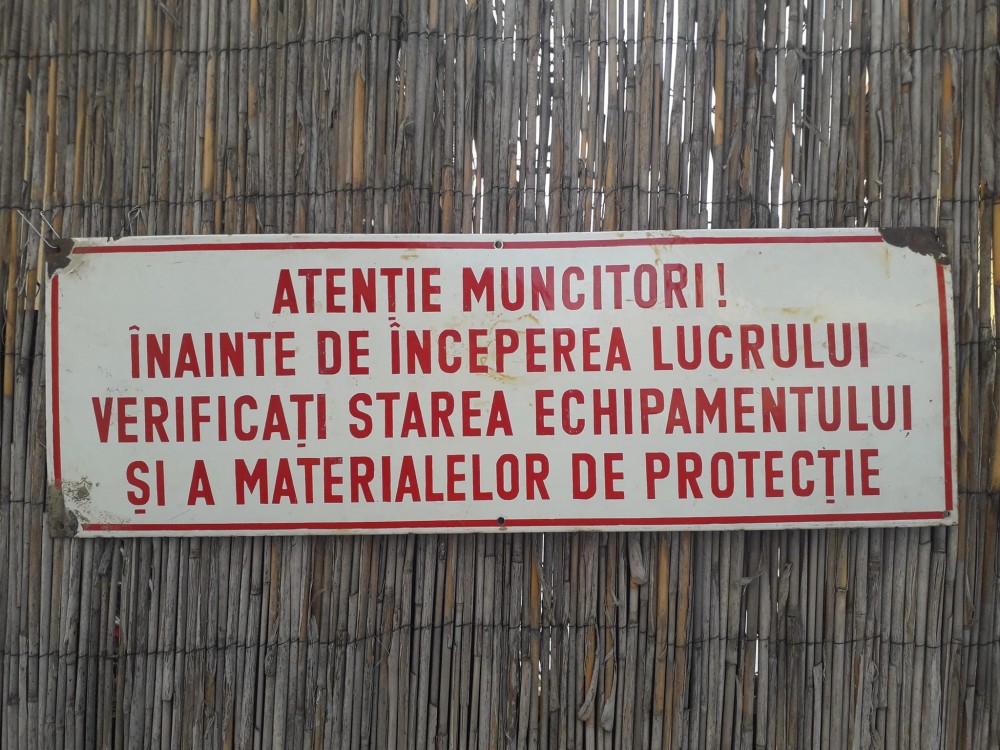 ATENȚIE MUNCITORI!
ÎNAINTE DE ÎNCEPEREA LUCRULUI
VERIFICAȚI STAREA ECHIPAMENTULUI
ȘI A MATERIALELOR DE PROTECȚIE